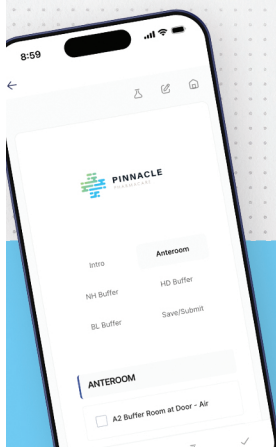 8:59
PINNACLE
Intro
Anteroom
NH Buffer
HD Buffer
BL Buffer
Save/Submit
ANTEROOM
A2 Buffer Room at Door - Air